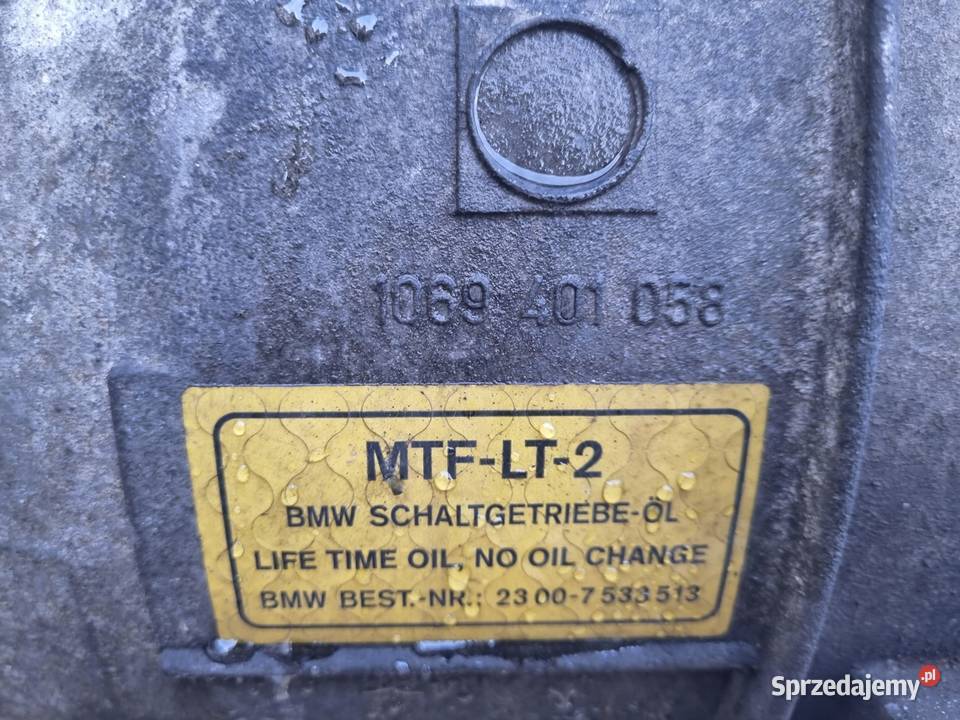 1069 401 058
MTF-LT-2
BMW SCHALTGETRIEBE-ÖL
LIFE TIME OIL, NO OIL CHANGE
BMW BEST.-NR.: 23 00-7 533 513
Sprzedajemy.pl